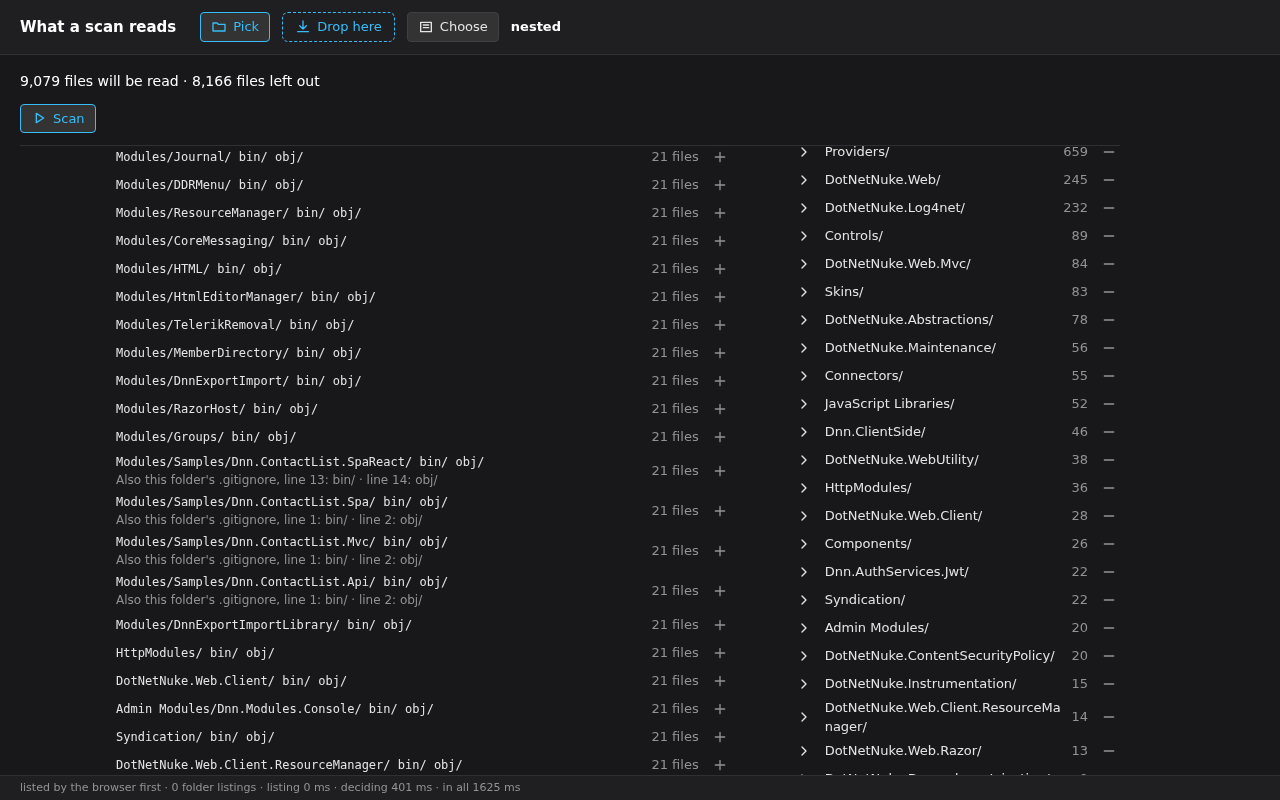 What a scan reads
Pick
Drop here
Choose
nested
9,079 files will be read · 8,166 files left out
Scan
Modules/Journal/ bin/ obj/ 21 files
Modules/DDRMenu/ bin/ obj/ 21 files
Modules/ResourceManager/ bin/ obj/ 21 files
Modules/CoreMessaging/ bin/ obj/ 21 files
Modules/HTML/ bin/ obj/ 21 files
Modules/HtmlEditorManager/ bin/ obj/ 21 files
Modules/TelerikRemoval/ bin/ obj/ 21 files
Modules/MemberDirectory/ bin/ obj/ 21 files
Modules/DnnExportImport/ bin/ obj/ 21 files
Modules/RazorHost/ bin/ obj/ 21 files
Modules/Groups/ bin/ obj/ 21 files
Modules/Samples/Dnn.ContactList.SpaReact/ bin/ obj/ 21 files
Also this folder's .gitignore, line 13: bin/ · line 14: obj/
Modules/Samples/Dnn.ContactList.Spa/ bin/ obj/ 21 files
Also this folder's .gitignore, line 1: bin/ · line 2: obj/
Modules/Samples/Dnn.ContactList.Mvc/ bin/ obj/ 21 files
Also this folder's .gitignore, line 1: bin/ · line 2: obj/
Modules/Samples/Dnn.ContactList.Api/ bin/ obj/ 21 files
Also this folder's .gitignore, line 1: bin/ · line 2: obj/
Modules/DnnExportImportLibrary/ bin/ obj/ 21 files
HttpModules/ bin/ obj/ 21 files
DotNetNuke.Web.Client/ bin/ obj/ 21 files
Admin Modules/Dnn.Modules.Console/ bin/ obj/ 21 files
Syndication/ bin/ obj/ 21 files
DotNetNuke.Web.Client.ResourceManager/ bin/ obj/ 21 files
Providers/ 659
DotNetNuke.Web/ 245
DotNetNuke.Log4net/ 232
Controls/ 89
DotNetNuke.Web.Mvc/ 84
Skins/ 83
DotNetNuke.Abstractions/ 78
DotNetNuke.Maintenance/ 56
Connectors/ 55
JavaScript Libraries/ 52
Dnn.ClientSide/ 46
DotNetNuke.WebUtility/ 38
HttpModules/ 36
DotNetNuke.Web.Client/ 28
Components/ 26
Dnn.AuthServices.Jwt/ 22
Syndication/ 22
Admin Modules/ 20
DotNetNuke.ContentSecurityPolicy/ 20
DotNetNuke.Instrumentation/ 15
DotNetNuke.Web.Client.ResourceMa
nager/ 14
DotNetNuke.Web.Razor/ 13
listed by the browser first · 0 folder listings · listing 0 ms · deciding 401 ms · in all 1625 ms